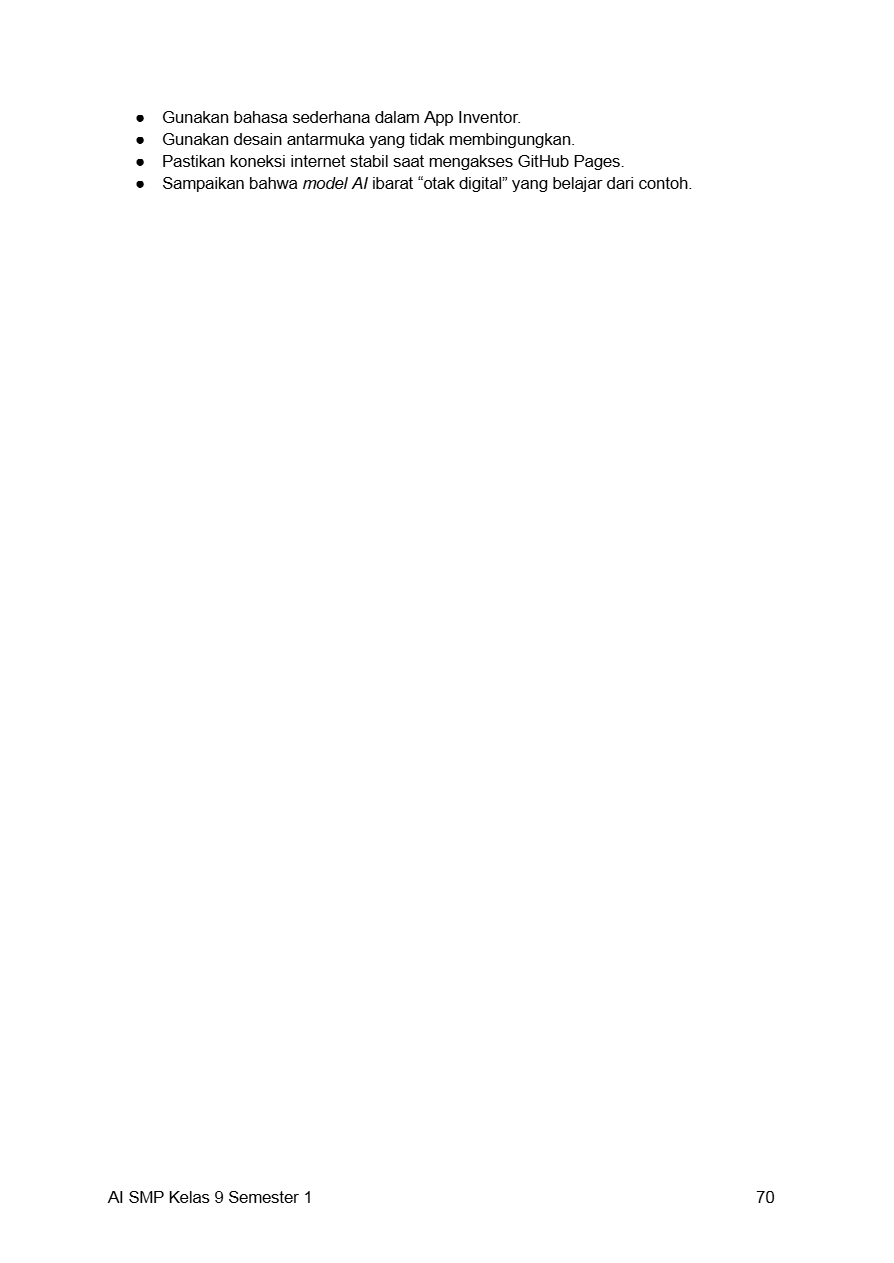 ● Gunakan bahasa sederhana dalam App Inventor.
● Gunakan desain antarmuka yang tidak membingungkan.
● Pastikan koneksi internet stabil saat mengakses GitHub Pages.
● Sampaikan bahwa model AI ibarat “otak digital” yang belajar dari contoh.
AI SMP Kelas 9 Semester 1 70